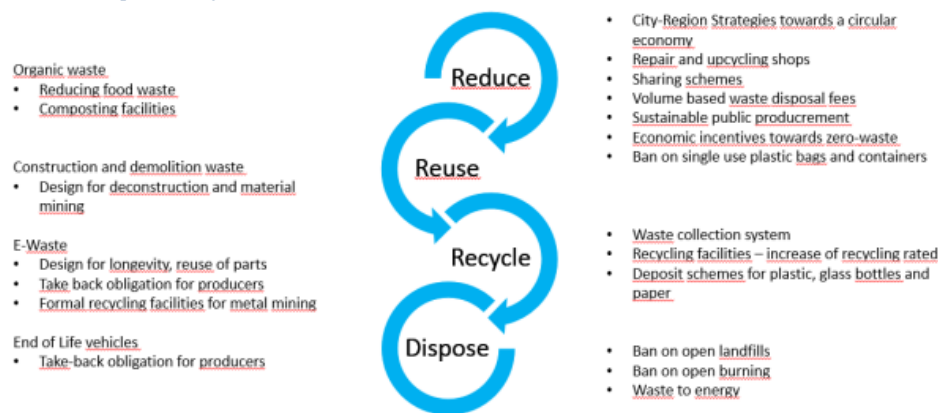 Organic waste
• Reducing food waste
• Composting facilities
Construction and demolition waste
• Design for deconstruction and material
mining
E-Waste
• Design for longevity, reuse of parts
• Take back obligation for producers
• Formal recycling facilities for metal mining
End of Life vehicles
• Take-back obligation for producers
Reduce
Reuse
Recycle
Dispose
• City-Region Strategies towards a circular
economy
• Repair and upcycling shops
• Sharing schemes
• Volume based waste disposal fees
• Sustainable public producrement
• Economic incentives towards zero-waste
• Ban on single use plastic bags and containers
• Waste collection system
• Recycling facilities – increase of recycling rated
• Deposit schemes for plastic, glass bottles and
paper
• Ban on open landfills
• Ban on open burning
• Waste to energy